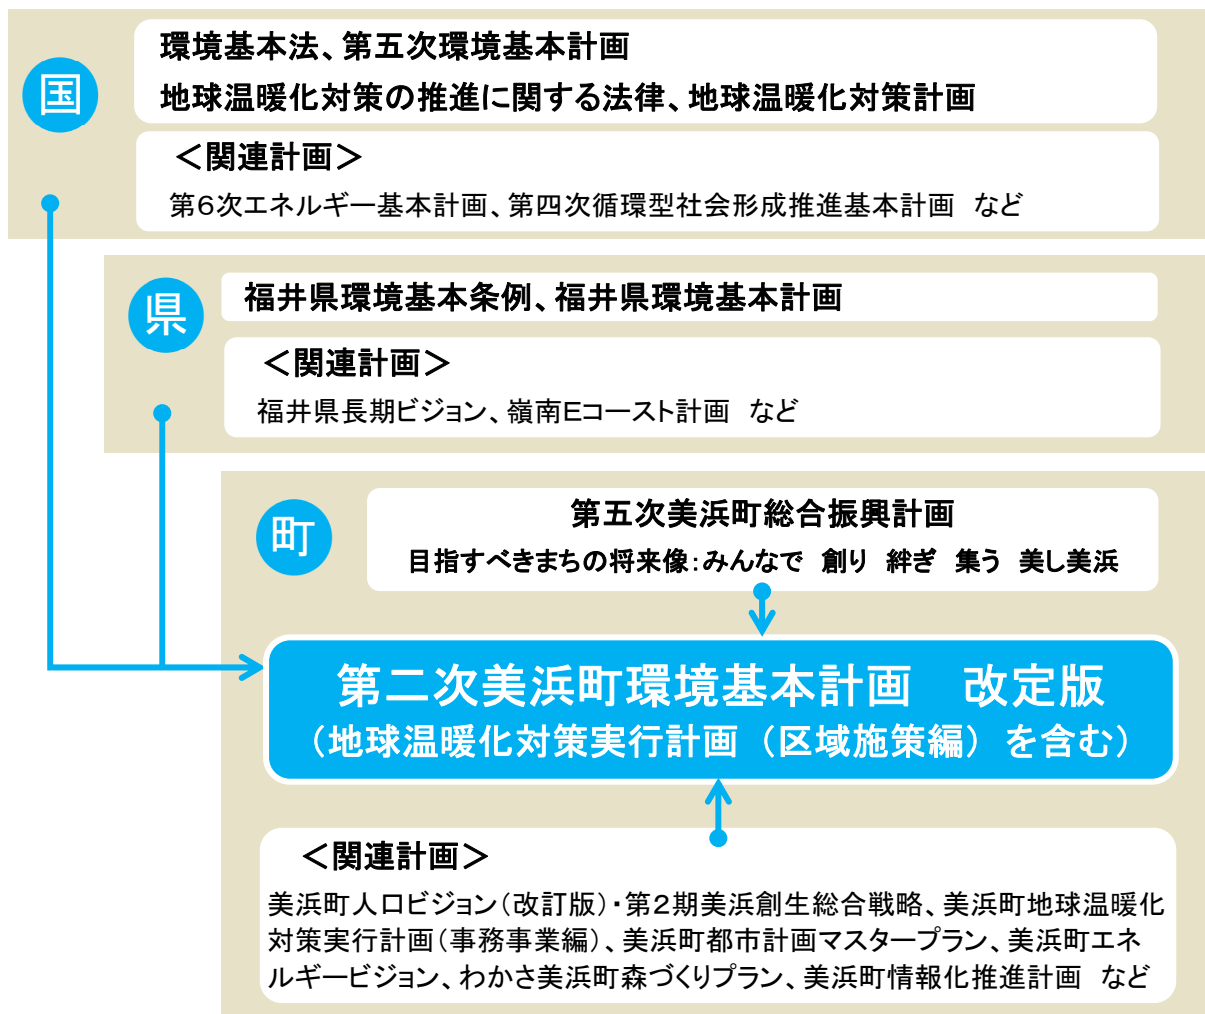 国
環境基本法、第五次環境基本計画
地球温暖化対策の推進に関する法律、地球温暖化対策計画
＜関連計画＞
第６次エネルギー基本計画、第四次循環型社会形成推進基本計画　など
県
福井県環境基本条例、福井県環境基本計画
＜関連計画＞
福井県長期ビジョン、嶺南Eコースト計画　など
町
第五次美浜町総合振興計画
目指すべきまちの将来像：みんなで　創り　絆ぎ　集う　美し美浜
第二次美浜町環境基本計画　改定版
（地球温暖化対策実行計画（区域施策編）を含む）
＜関連計画＞
美浜町人口ビジョン（改訂版）・第２期美浜創生総合戦略、美浜町地球温暖化
対策実行計画（事務事業編）、美浜町都市計画マスタープラン、美浜町エネ
ルギービジョン、わかさ美浜町森づくりプラン、美浜町情報化推進計画　など